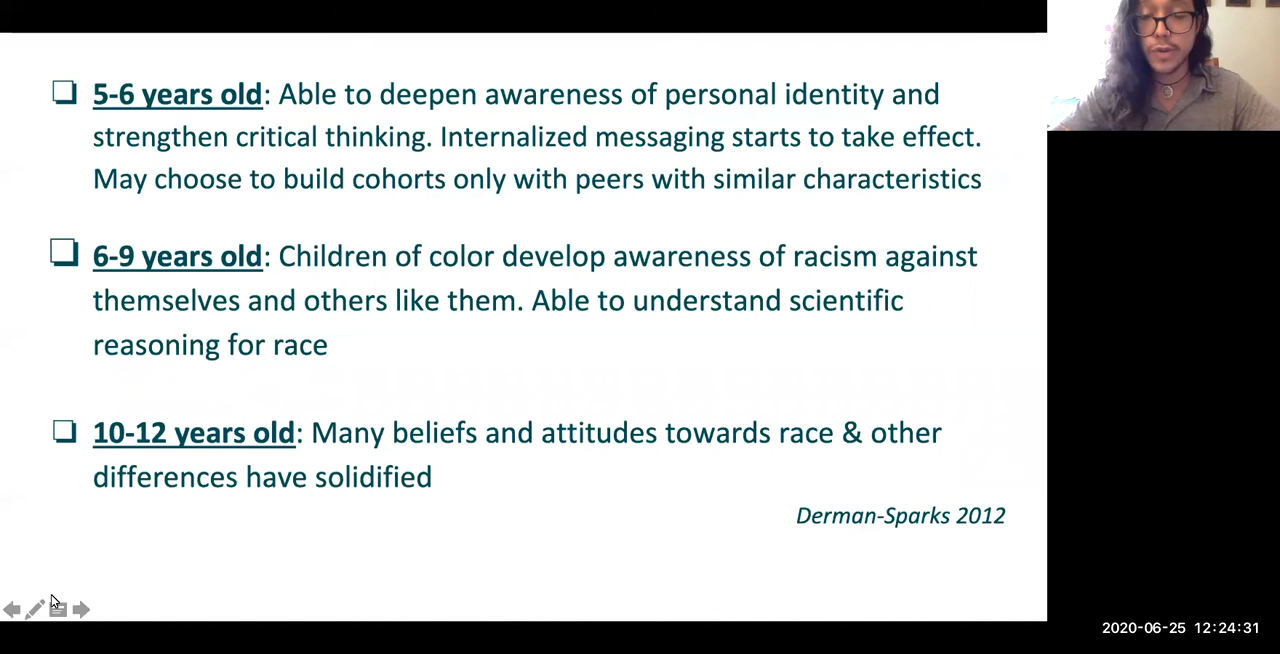 5-6 years old: Able to deepen awareness of personal identity and
strengthen critical thinking. Internalized messaging starts to take effect.
May choose to build cohorts only with peers with similar characteristics
6-9 years old: Children of color develop awareness of racism against
themselves and others like them. Able to understand scientific
reasoning for race
10-12 years old: Many beliefs and attitudes towards race & other
differences have solidified
Derman-Sparks 2012
2020-06-25 12:24:31